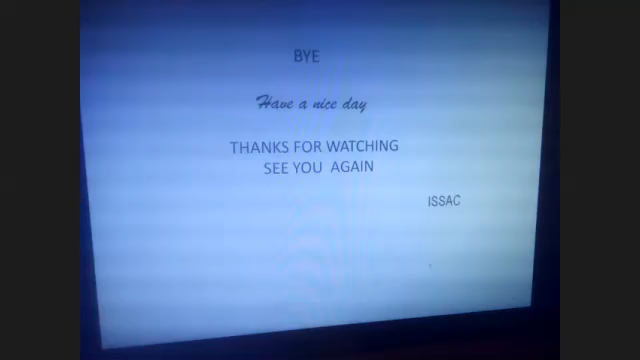 BYE
Have a nice day
THANKS FOR WATCHING
SEE YOU AGAIN
ISSAC